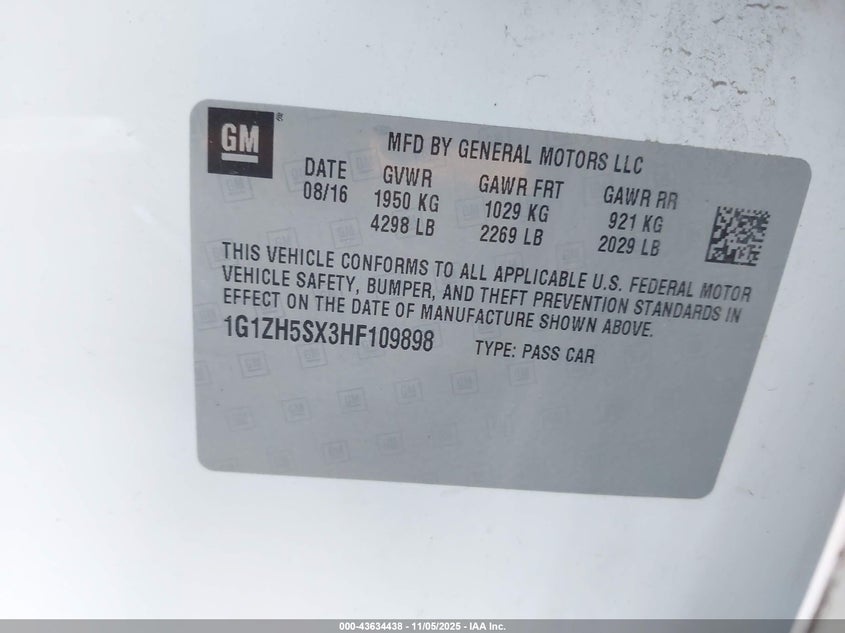 GM
MFD BY GENERAL MOTORS LLC
DATE GVWR GAWR FRT GAWR RR
08/16 1950 KG 1029 KG 921 KG
4298 LB 2269 LB 2029 LB
THIS VEHICLE CONFORMS TO ALL APPLICABLE U.S. FEDERAL MOTOR
VEHICLE SAFETY, BUMPER, AND THEFT PREVENTION STANDARDS IN
EFFECT ON THE DATE OF MANUFACTURE SHOWN ABOVE.
1G1ZH5SX3HF109898 TYPE: PASS CAR
000-43634438 - 11/05/2025 - IAA Inc.